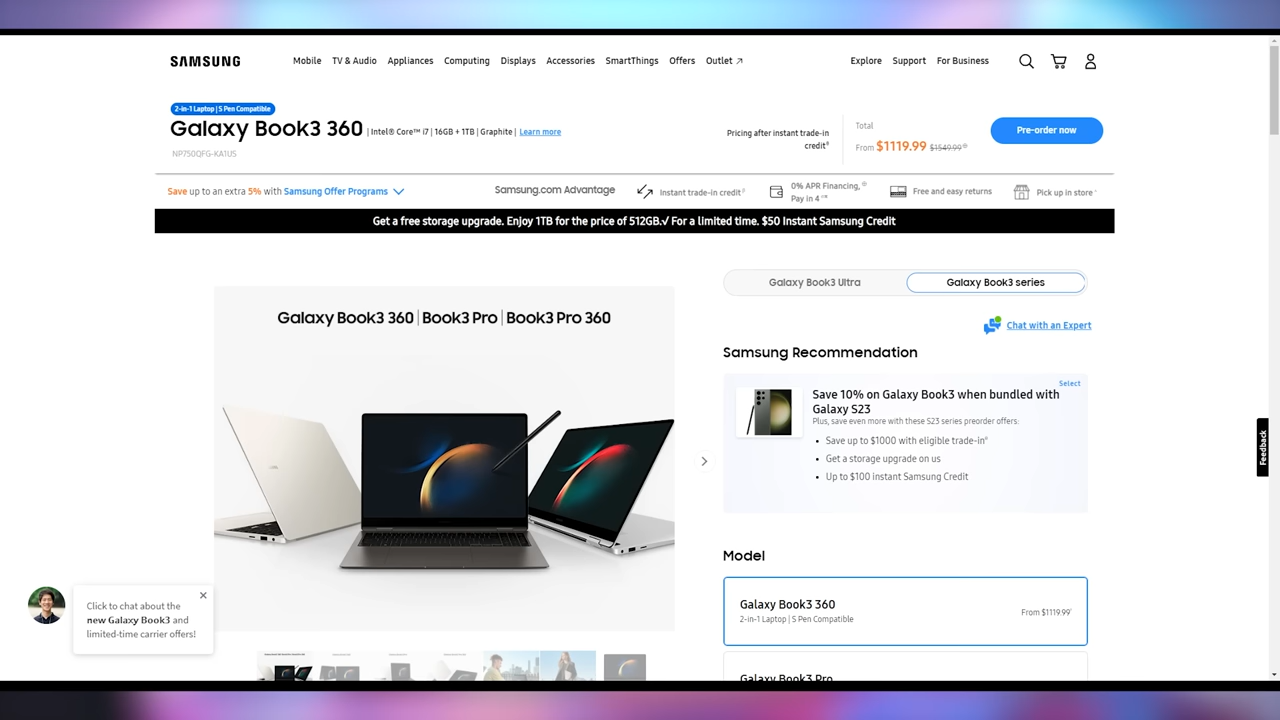 SAMSUNG
Mobile TV & Audio Appliances Computing Displays Accessories SmartThings Offers Outlet ↗ Explore Support For Business
2-in-1 Laptop | S Pen Compatible
Galaxy Book3 360 | Intel® Core™ i7 | 16GB + 1TB | Graphite | Learn more
NP750QFG-KA1US
Pricing after instant trade-in
credit
Total
From $1119.99 $1549.99
Pre-order now
Save up to an extra 5% with Samsung Offer Programs
Samsung.com Advantage
Instant trade-in credit
0% APR Financing,
Pay in 4
Free and easy returns
Pick up in store
Get a free storage upgrade. Enjoy 1TB for the price of 512GB.√ For a limited time. $50 Instant Samsung Credit
Galaxy Book3 360 | Book3 Pro | Book3 Pro 360
Galaxy Book3 Ultra Galaxy Book3 series
Chat with an Expert
Samsung Recommendation
Select
Save 10% on Galaxy Book3 when bundled with
Galaxy S23
Plus, save even more with these S23 series preorder offers:
• Save up to $1000 with eligible trade-in
• Get a storage upgrade on us
• Up to $100 instant Samsung Credit
Model
Galaxy Book3 360
2-in-1 Laptop | S Pen Compatible
From $1119.99
Galaxy Book3 Pro
Click to chat about the
new Galaxy Book3 and
limited-time carrier offers!
Feedback